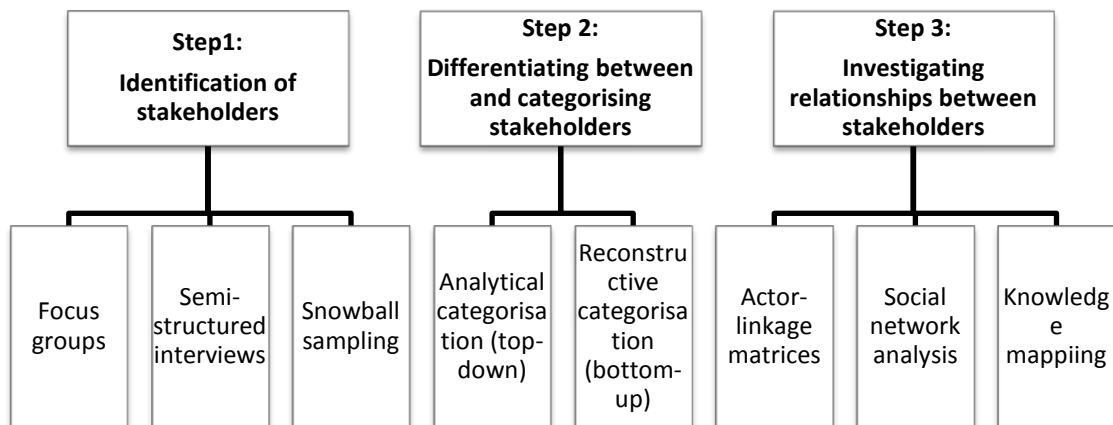 Step1:
Identification of
stakeholders
Step 2:
Differentiating between
and categorising
stakeholders
Step 3:
Investigating
relationships between
stakeholders
Focus
groups
Semi-
structured
interviews
Snowball
sampling
Analytical
categorisa
tion (top-
down)
Reconstru
ctive
categorisa
tion
(bottom-
up)
Actor-
linkage
matrices
Social
network
analysis
Knowledg
e
mappiing